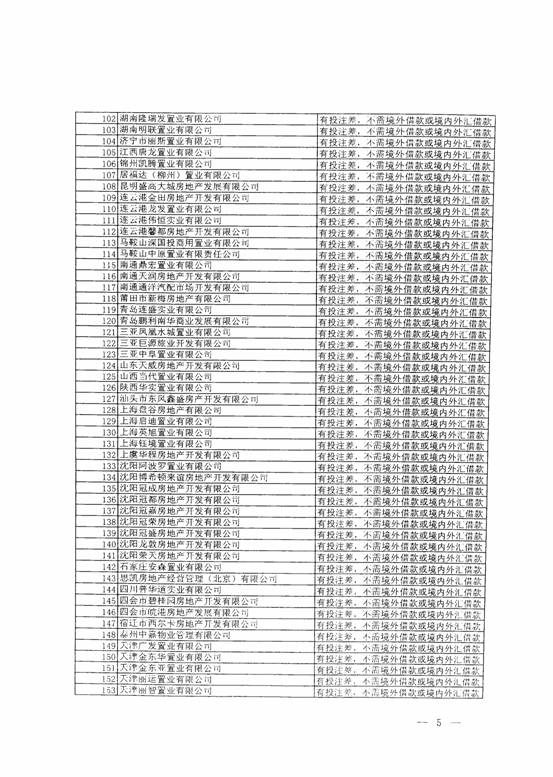 102 湖南隆瑞发置业有限公司 有投注差，不需境外借款或境内外汇借款
103 湖南明联置业有限公司 有投注差，不需境外借款或境内外汇借款
104 济宁市丽斯置业有限公司 有投注差，不需境外借款或境内外汇借款
105 江西唐龙置业有限公司 有投注差，不需境外借款或境内外汇借款
106 锦州凯腾置业有限公司 有投注差，不需境外借款或境内外汇借款
107 居福达（柳州）置业有限公司 有投注差，不需境外借款或境内外汇借款
108 昆明盛高大城房地产发展有限公司 有投注差，不需境外借款或境内外汇借款
109 连云港金田房地产开发有限公司 有投注差，不需境外借款或境内外汇借款
110 连云港龙发置业有限公司 有投注差，不需境外借款或境内外汇借款
111 连云港伟恒实业有限公司 有投注差，不需境外借款或境内外汇借款
112 连云港馨都房地产开发有限公司 有投注差，不需境外借款或境内外汇借款
113 马鞍山深国投商用置业有限公司 有投注差，不需境外借款或境内外汇借款
114 马鞍山中原置业有限责任公司 有投注差，不需境外借款或境内外汇借款
115 南通鼎宏置业有限公司 有投注差，不需境外借款或境内外汇借款
116 南通天润房地产开发有限公司 有投注差，不需境外借款或境内外汇借款
117 南通通洋汽配市场开发有限公司 有投注差，不需境外借款或境内外汇借款
118 莆田市新梅房地产有限公司 有投注差，不需境外借款或境内外汇借款
119 青岛连盛实业有限公司 有投注差，不需境外借款或境内外汇借款
120 青岛鹏利南华商业发展有限公司 有投注差，不需境外借款或境内外汇借款
121 三亚凤凰水城置业有限公司 有投注差，不需境外借款或境内外汇借款
122 三亚巨源旅业开发有限公司 有投注差，不需境外借款或境内外汇借款
123 三亚中阜置业有限公司 有投注差，不需境外借款或境内外汇借款
124 山东天威房地产开发有限公司 有投注差，不需境外借款或境内外汇借款
125 山西当代置业有限公司 有投注差，不需境外借款或境内外汇借款
126 陕西华安置业有限公司 有投注差，不需境外借款或境内外汇借款
127 汕头市东风鑫盛房产开发有限公司 有投注差，不需境外借款或境内外汇借款
128 上海盘谷房地产有限公司 有投注差，不需境外借款或境内外汇借款
129 上海启迪置业有限公司 有投注差，不需境外借款或境内外汇借款
130 上海英旭置业有限公司 有投注差，不需境外借款或境内外汇借款
131 上海钰境置业有限公司 有投注差，不需境外借款或境内外汇借款
132 上虞华程房地产开发有限公司 有投注差，不需境外借款或境内外汇借款
133 沈阳阿波罗置业有限公司 有投注差，不需境外借款或境内外汇借款
134 沈阳博希顿来谊房地产开发有限公司 有投注差，不需境外借款或境内外汇借款
135 沈阳冠成房地产开发有限公司 有投注差，不需境外借款或境内外汇借款
136 沈阳冠都房地产开发有限公司 有投注差，不需境外借款或境内外汇借款
137 沈阳冠嘉房地产开发有限公司 有投注差，不需境外借款或境内外汇借款
138 沈阳冠荣房地产开发有限公司 有投注差，不需境外借款或境内外汇借款
139 沈阳冠盛房地产开发有限公司 有投注差，不需境外借款或境内外汇借款
140 沈阳龙敦房地产开发有限公司 有投注差，不需境外借款或境内外汇借款
141 沈阳荣天房地产开发有限公司 有投注差，不需境外借款或境内外汇借款
142 石家庄安森置业有限公司 有投注差，不需境外借款或境内外汇借款
143 思凯房地产经营管理（北京）有限公司 有投注差，不需境外借款或境内外汇借款
144 四川普华道实业有限公司 有投注差，不需境外借款或境内外汇借款
145 四会市碧桂园房地产开发有限公司 有投注差，不需境外借款或境内外汇借款
146 四会市皖港房地产发展有限公司 有投注差，不需境外借款或境内外汇借款
147 宿迁市西尔卡房地产开发有限公司 有投注差，不需境外借款或境内外汇借款
148 泰州中嘉物业管理有限公司 有投注差，不需境外借款或境内外汇借款
149 天津广发置业有限公司 有投注差，不需境外借款或境内外汇借款
150 天津金东华置业有限公司 有投注差，不需境外借款或境内外汇借款
151 天津金东亚置业有限公司 有投注差，不需境外借款或境内外汇借款
152 天津丽运置业有限公司 有投注差，不需境外借款或境内外汇借款
153 天津丽智置业有限公司 有投注差，不需境外借款或境内外汇借款
— 5 —